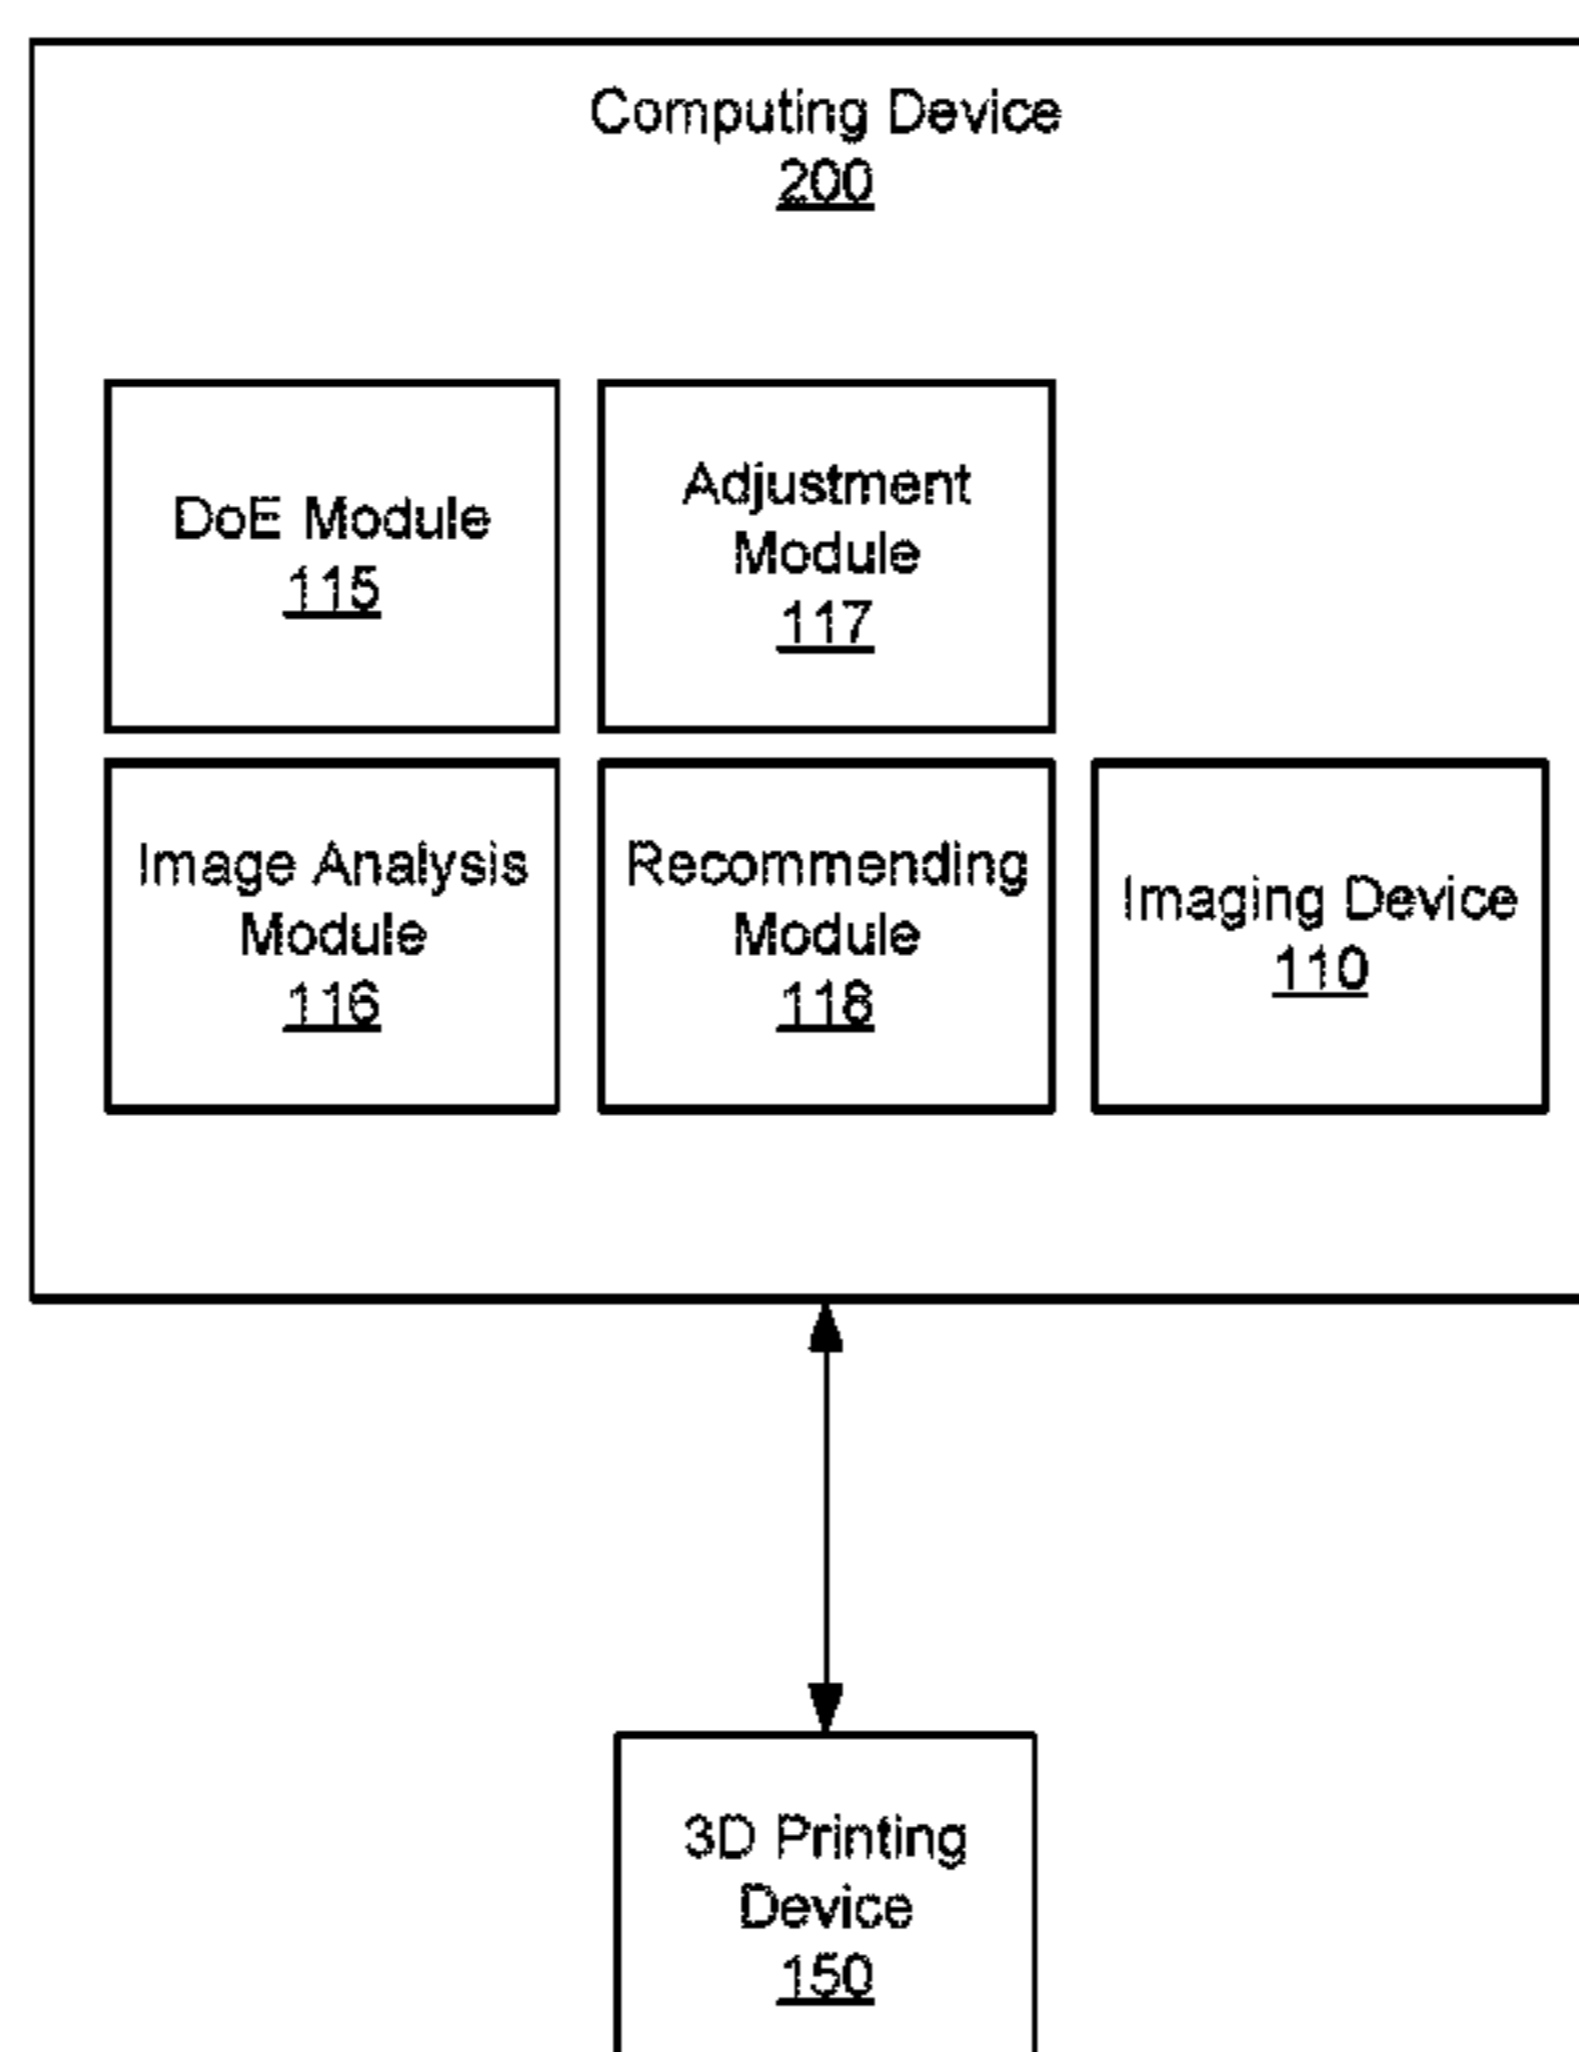 Computing Device
200
DoE Module
115
Adjustment
Module
117
Image Analysis
Module
116
Recommending
Module
118
Imaging Device
110
3D Printing
Device
150